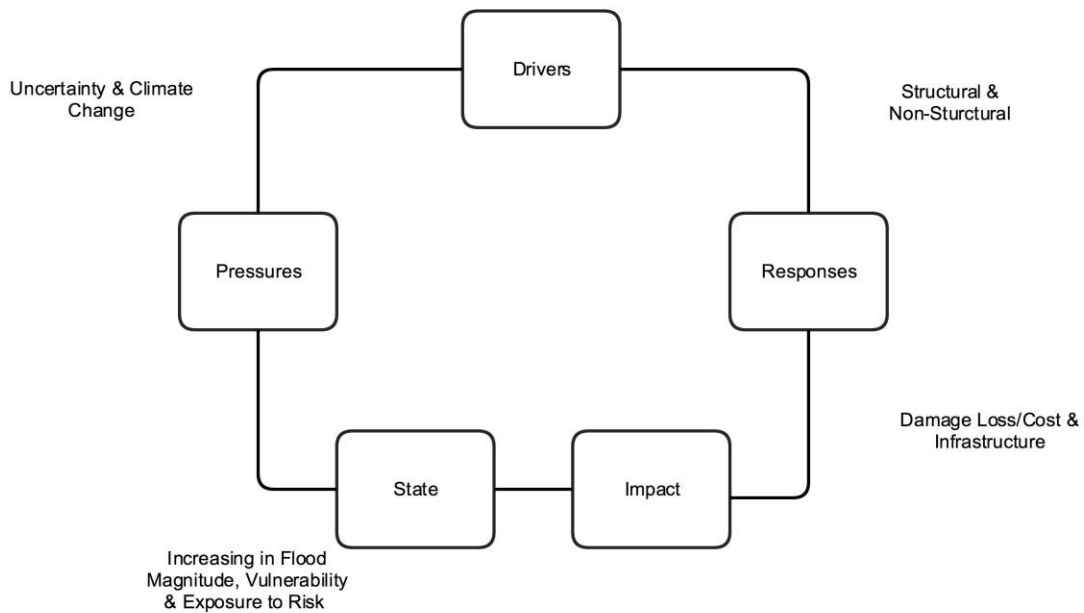 Drivers
Uncertainty & Climate
Change
Structural &
Non-Sturctural
Pressures
Responses
Damage Loss/Cost &
Infrastructure
State
Impact
Increasing in Flood
Magnitude, Vulnerability
& Exposure to Risk